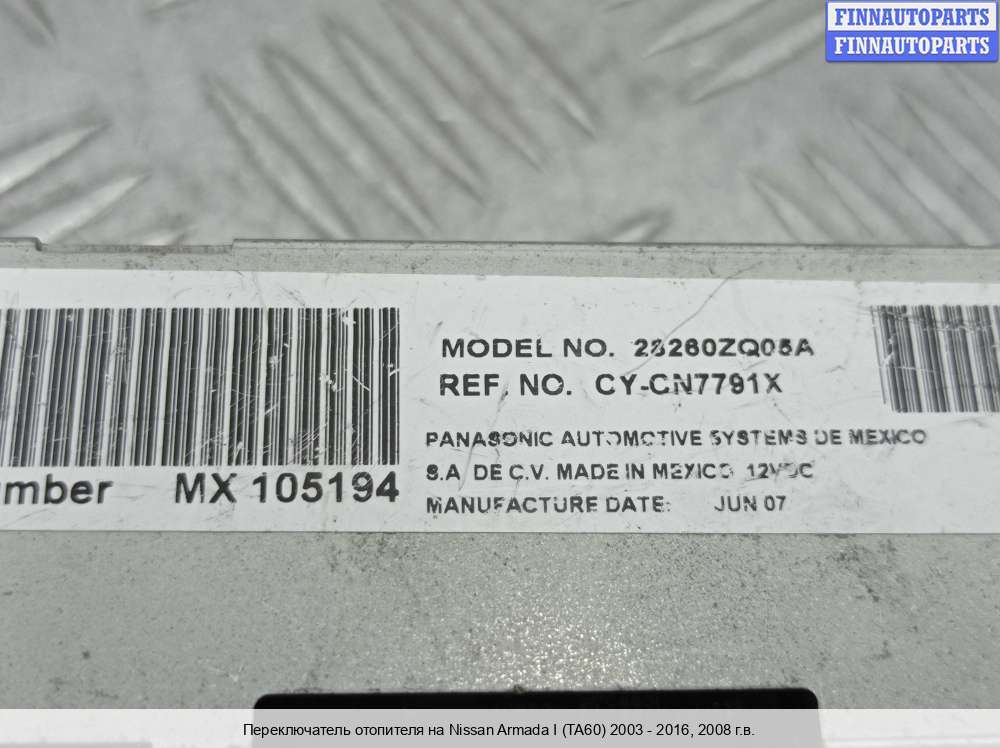 FINNAUTOPARTS
FINNAUTOPARTS
MODEL NO. 28260ZQ05A
REF. NO. CY-CN7791X
PANASONIC AUTOMOTIVE SYSTEMS DE MEXICO
S.A. DE C.V. MADE IN MEXICO 12VDC
umber MX 105194
MANUFACTURE DATE: JUN 07
Переключатель отопителя на Nissan Armada I (TA60) 2003 - 2016, 2008 г.в.